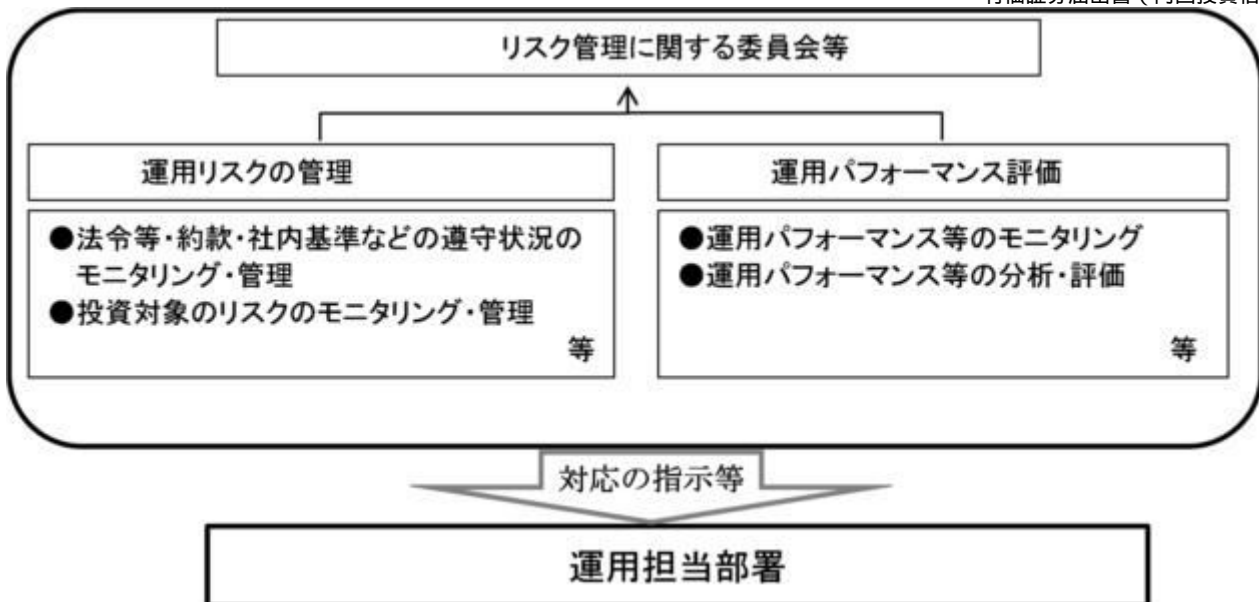 リスク管理に関する委員会等
運用リスクの管理
運用パフォーマンス評価
●法令等・約款・社内基準などの遵守状況の
モニタリング・管理
●投資対象のリスクのモニタリング・管理
等
●運用パフォーマンス等のモニタリング
●運用パフォーマンス等の分析・評価
等
対応の指示等
運用担当部署